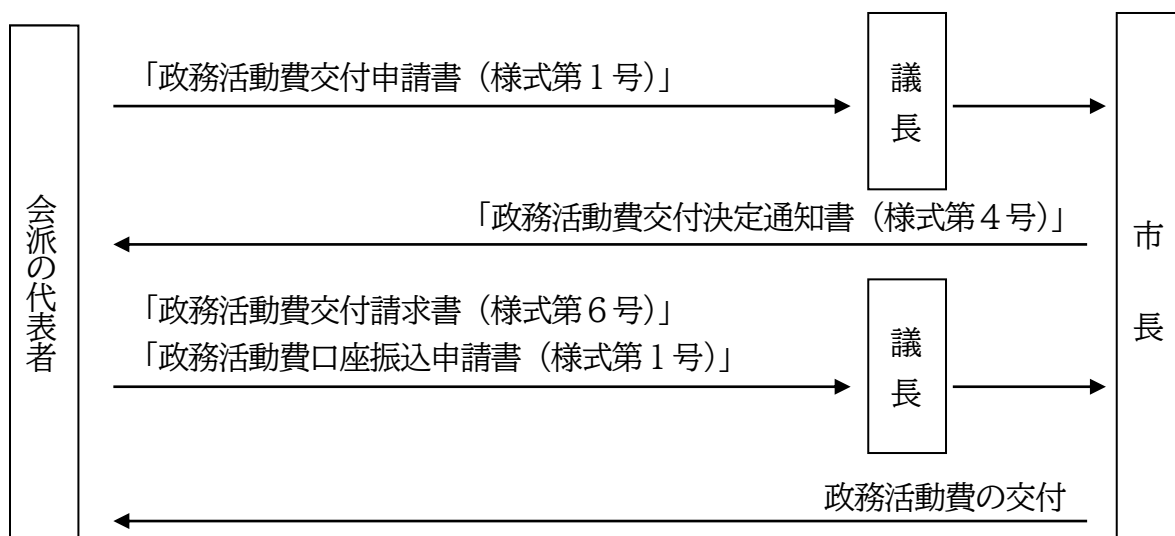 会派の代表者
「政務活動費交付申請書（様式第１号）」
議長
「政務活動費交付決定通知書（様式第４号）」
「政務活動費交付請求書（様式第６号）」
「政務活動費口座振込申請書（様式第１号）」
議長
政務活動費の交付
市長